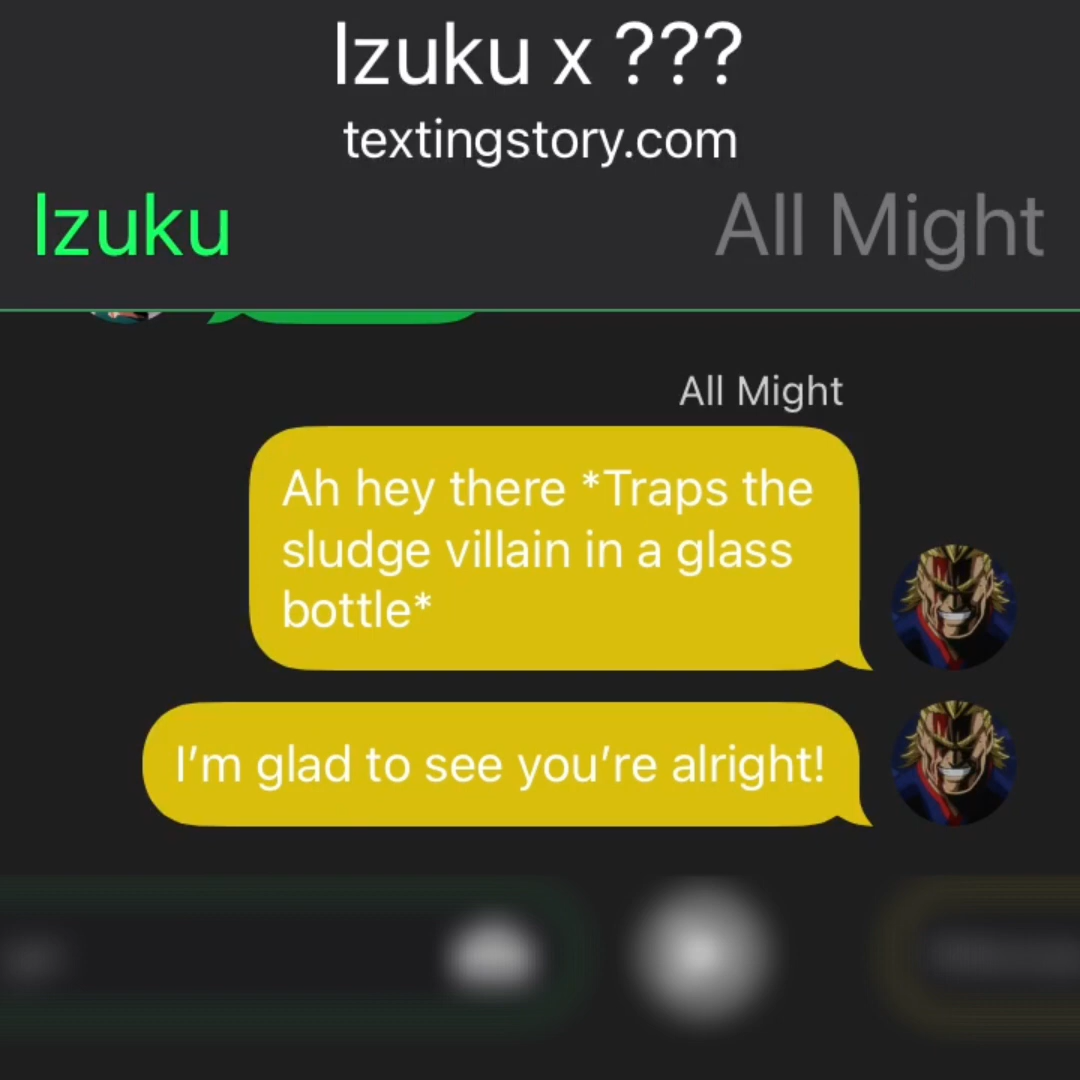 Izuku x ???
textingstory.com
Izuku
All Might
All Might
Ah hey there *Traps the
sludge villain in a glass
bottle*
I’m glad to see you’re alright!